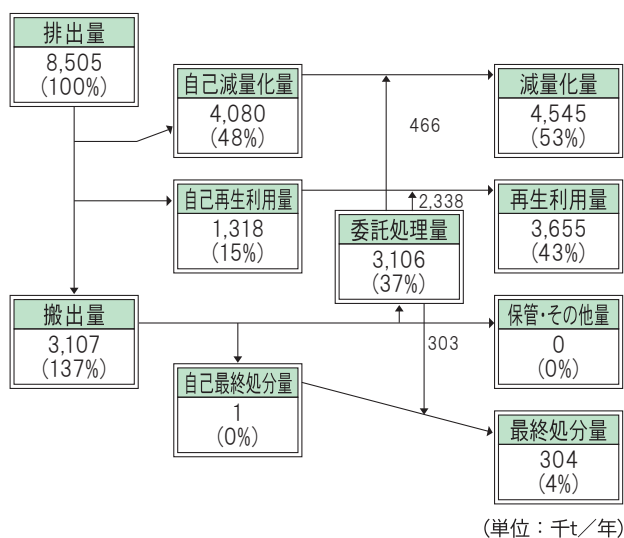 排出量
8,505
(100%)
自己減量化量
4,080
(48%)
減量化量
4,545
(53%)
466
自己再生利用量
1,318
(15%)
2,338
再生利用量
3,655
(43%)
委託処理量
3,106
(37%)
搬出量
3,107
(137%)
保管・その他量
0
(0%)
303
自己最終処分量
1
(0%)
最終処分量
304
(4%)
(単位：千t／年)